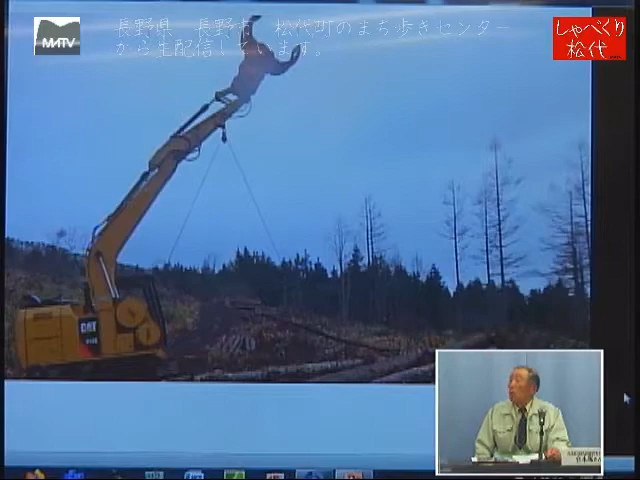 MATV
長野県 長野市 松代町のまち歩きセンター
から生配信しています。
しゃべくり
松代
CAT